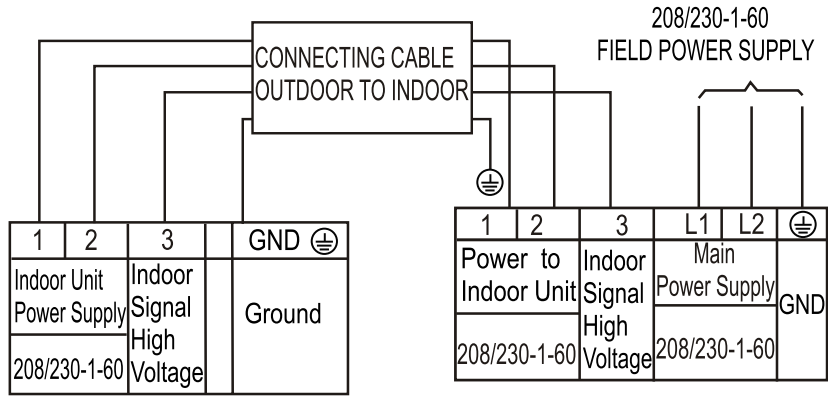 208/230-1-60
FIELD POWER SUPPLY
CONNECTING CABLE
OUTDOOR TO INDOOR
1 2 3 GND
Indoor Unit
Power Supply
208/230-1-60
Indoor
Signal
High
Voltage
Ground
1 2 3 L1 L2
Power to
Indoor Unit
208/230-1-60
Indoor
Signal
High
Voltage
Main
Power Supply
208/230-1-60
GND